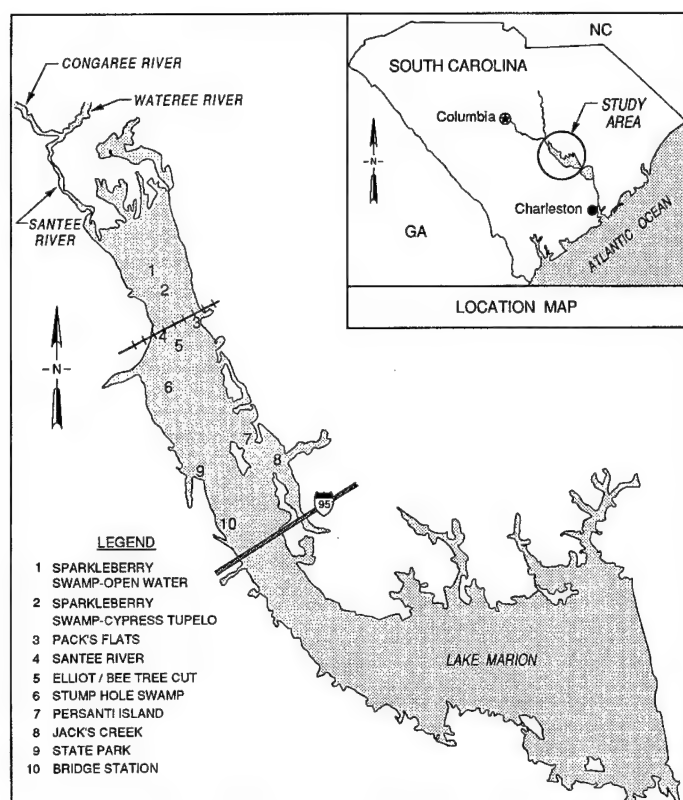 CONGAREE RIVER
WATEREE RIVER
SANTEE
RIVER
NC
SOUTH CAROLINA
Columbia
STUDY
AREA
-N-
Charleston
GA
ATLANTIC OCEAN
LOCATION MAP
1
2
3
4
5
-N-
6
7
8
9
95
10
LAKE MARION
LEGEND
1 SPARKLEBERRY
SWAMP-OPEN WATER
2 SPARKLEBERRY
SWAMP-CYPRESS TUPELO
3 PACK'S FLATS
4 SANTEE RIVER
5 ELLIOT / BEE TREE CUT
6 STUMP HOLE SWAMP
7 PERSANTI ISLAND
8 JACK'S CREEK
9 STATE PARK
10 BRIDGE STATION